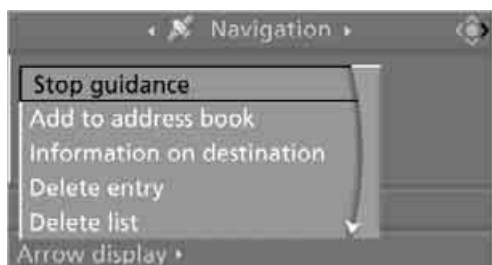 Navigation
Stop guidance
Add to address book
Information on destination
Delete entry
Delete list
Arrow display